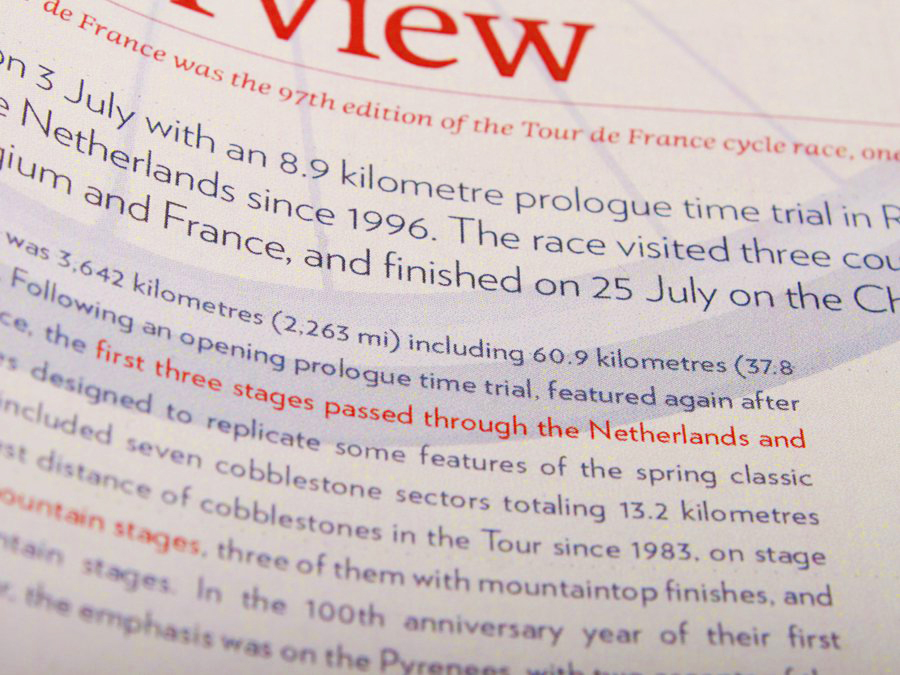 view
de France was the 97th edition of the Tour de France cycle race, one
on 3 July with an 8.9 kilometre prologue time trial in R
e Netherlands since 1996. The race visited three cou
gium and France, and finished on 25 July on the Ch
was 3,642 kilometres (2,263 mi) including 60.9 kilometres (37.8
. Following an opening prologue time trial, featured again after
ce, the first three stages passed through the Netherlands and
es designed to replicate some features of the spring classic
included seven cobblestone sectors totaling 13.2 kilometres
st distance of cobblestones in the Tour since 1983, on stage
ountain stages, three of them with mountaintop finishes, and
ntain stages. In the 100th anniversary year of their first
r, the emphasis was on the Pyrenees, with two